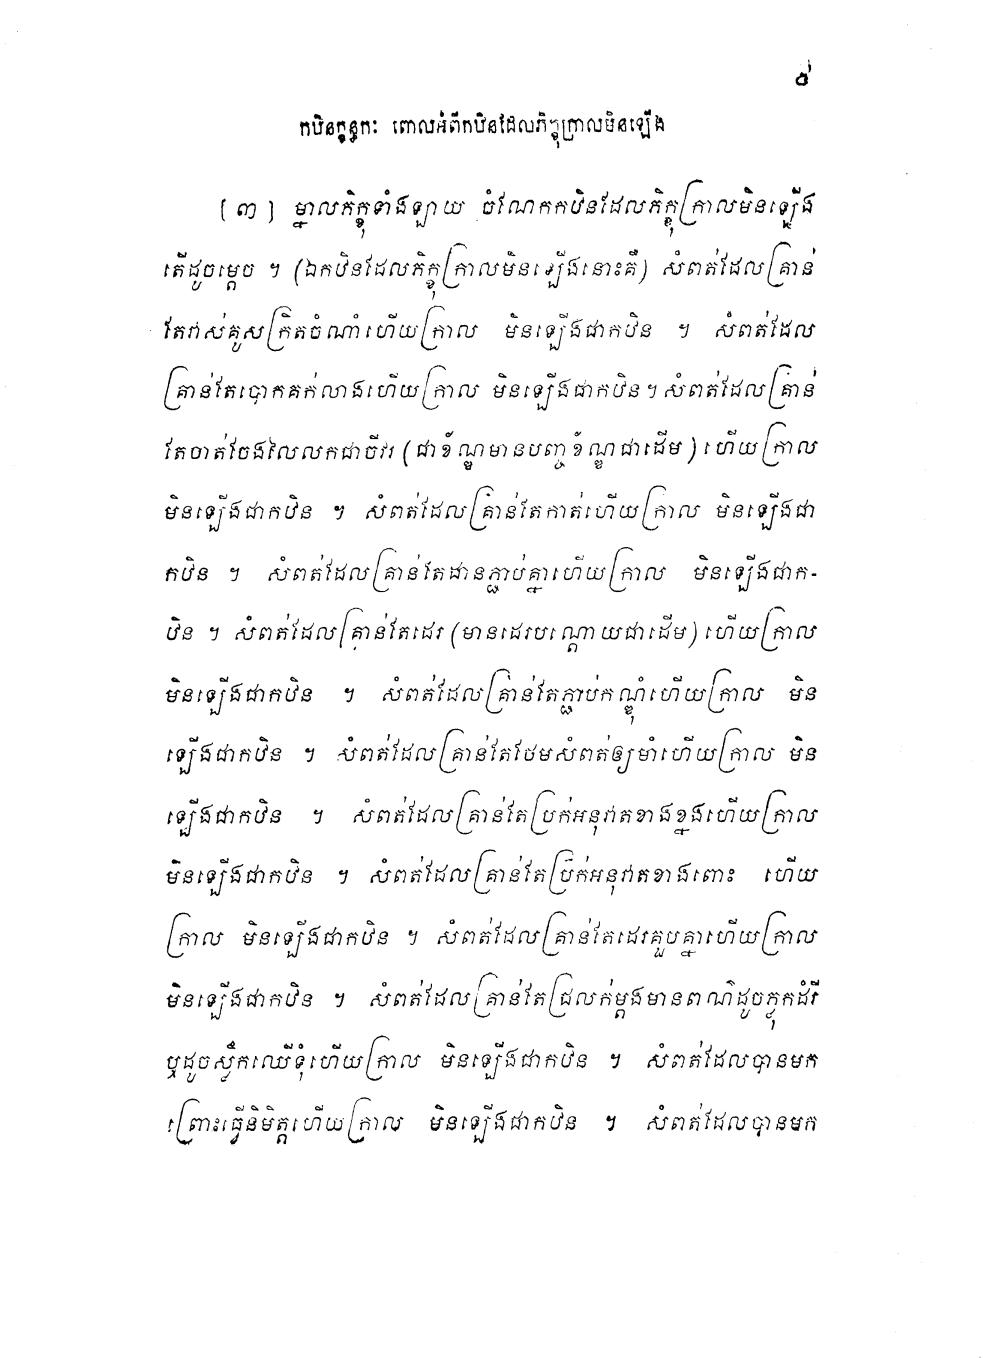 ៥
កឋិនក្ខន្ធកៈ ពោលអំពីកឋិនដែលភិក្ខុក្រាលមិនឡើង
[ ៣ ] ម្នាលភិក្ខុទាំងឡាយ ចំណែកកឋិនដែលភិក្ខុក្រាលមិនឡើង
តើដូចម្តេច ។ (ឯកឋិនដែលភិក្ខុក្រាលមិនឡើងនោះគឺ) សំពត់ដែលគ្រាន់
តែវាស់គូសក្រិតចំណាំហើយក្រាល មិនឡើងជាកឋិន ។ សំពត់ដែល
គ្រាន់តែបោកគក់លាងហើយក្រាល មិនឡើងជាកឋិន ។ សំពត់ដែលគ្រាន់
តែចាត់ចែងលៃលកជាចីវរ (ជាខ័ណ្ឌមានបញ្ចខ័ណ្ឌជាដើម) ហើយក្រាល
មិនឡើងជាកឋិន ។ សំពត់ដែលគ្រាន់តែកាត់ហើយក្រាល មិនឡើងជា
កឋិន ។ សំពត់ដែលគ្រាន់តែដានភ្ជាប់គ្នាហើយក្រាល មិនឡើងជាក-
ឋិន ។ សំពត់ដែលគ្រាន់តែដេរ (មានដេរបណ្តោយជាដើម) ហើយក្រាល
មិនឡើងជាកឋិន ។ សំពត់ដែលគ្រាន់តែភ្ជាប់កណ្ឌុំហើយក្រាល មិន
ឡើងជាកឋិន ។ សំពត់ដែលគ្រាន់តែថែមសំពត់ឲ្យមាំហើយក្រាល មិន
ឡើងជាកឋិន ។ សំពត់ដែលគ្រាន់តែប្រក់អនុវាតខាងខ្នងហើយក្រាល
មិនឡើងជាកឋិន ។ សំពត់ដែលគ្រាន់តែប្រក់អនុវាតខាងពោះ ហើយ
ក្រាល មិនឡើងជាកឋិន ។ សំពត់ដែលគ្រាន់តែដេរគួបគ្នាហើយក្រាល
មិនឡើងជាកឋិន ។ សំពត់ដែលគ្រាន់តែជ្រលក់ម្តងមានពណ៌ដូចភ្លុកដំរី
ឬដូចស្លឹកឈើទុំហើយក្រាល មិនឡើងជាកឋិន ។ សំពត់ដែលបានមក
ព្រោះធ្វើនិមិត្តហើយក្រាល មិនឡើងជាកឋិន ។ សំពត់ដែលបានមក